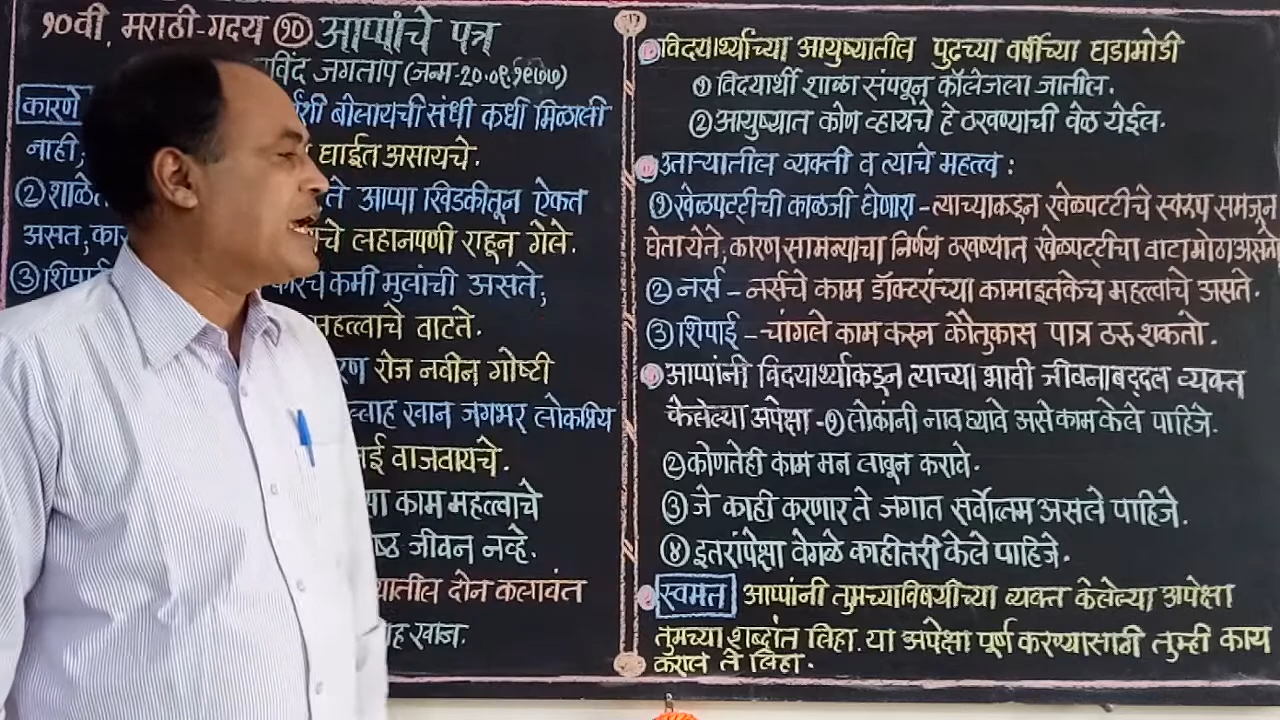 १०वी, मराठी-गदय १० आप्पांचे पत्र
विंद जगताप (जन्म-२०.०९.१९७७)
कारणे शी बोलायची संधी कधी मिळाली
नाही; घाईत असायचे.
② शाळेत ते आप्पा खिडकीतून ऐकत
असत, का चे लहानपणी राहून गेले.
③ शिपाई च कमी मुलांची असते;
महत्त्वाचे वाटते.
रोज नवीन गोष्टी
ल्लाह खान जगभर लोकप्रिय
ई वाजवायचे.
काम महत्त्वाचे
जीवन नव्हे.
यातील दोन कलावंत
ह खान.
विदयार्थ्यांच्या आयुष्यातील पुढच्या वर्षीच्या घडामोडी
① विदयार्थी शाळा संपवून कॉलेजला जातील.
② आयुष्यात कोण व्हायचे हे ठरवण्याची वेळ येईल.
उताऱ्यातील व्यक्ती व त्याचे महत्त्व :
① खेळपट्टीची काळजी घेणारा - त्याच्याकडून खेळपटटीचे स्वरुप समजून
घेता येते; कारण सामन्याचा निर्णय ठरवण्यात खेळपट्टीचा वाटा मोठा असतो
② नर्स - नर्सचे काम डॉक्टरांच्या कामाइतकेच महत्वाचे असते.
③ शिपाई - चांगले काम करुन कौतुकास पात्र ठरु शकतो.
आप्पांनी विदयार्थ्याकडून त्याच्या भावी जीवनाबद्दल व्यक्त
केलेल्या अपेक्षा - ① लोकांनी नाव घ्यावे असे काम केले पाहिजे.
② कोणतेही काम मन लावून करावे.
③ जे काही करणार ते जगात सर्वोत्तम असले पाहिजे.
④ इतरांपेक्षा वेगळे काहीतरी केले पाहिजे.
स्वमत आप्पांनी तुमच्याविषयीच्या व्यक्त केलेल्या अपेक्षा
तुमच्या शब्दांत लिहा. या अपेक्षा पूर्ण करण्यासाठी तुम्ही काय
कराल ते लिहा.